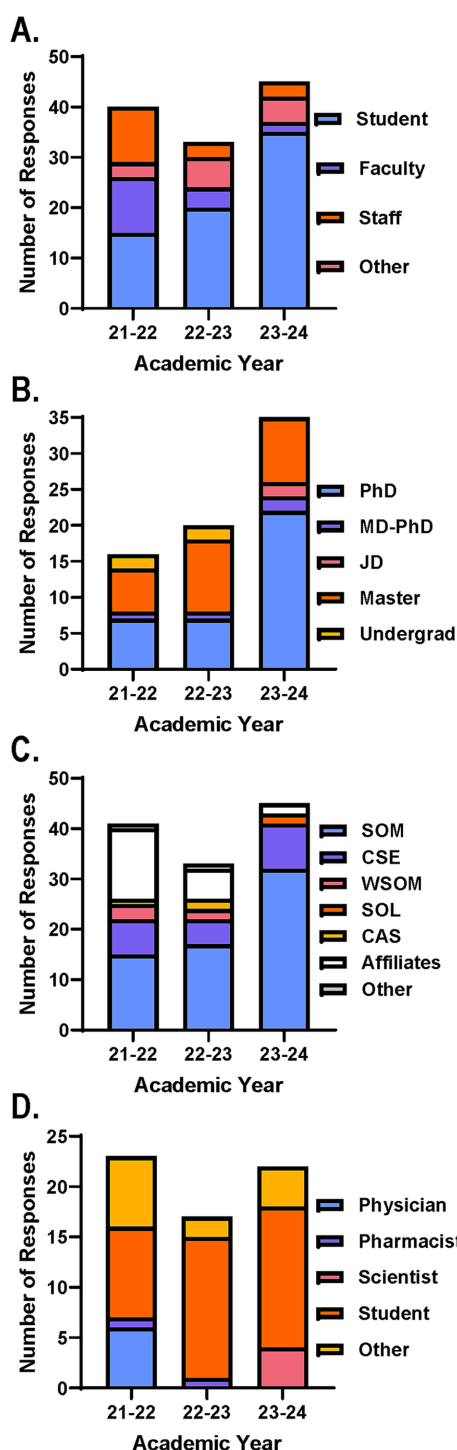 A.
Number of Responses
50
40
30
20
10
0
21-22
22-23
23-24
Academic Year
Student
Faculty
Staff
Other
B.
Number of Responses
35
30
25
20
15
10
5
0
21-22
22-23
23-24
Academic Year
PhD
MD-PhD
JD
Master
Undergrad
C.
Number of Responses
50
40
30
20
10
0
21-22
22-23
23-24
Academic Year
SOM
CSE
WSOM
SOL
CAS
Affiliates
Other
D.
Number of Responses
25
20
15
10
5
0
21-22
22-23
23-24
Academic Year
Physician
Pharmacist
Scientist
Student
Other